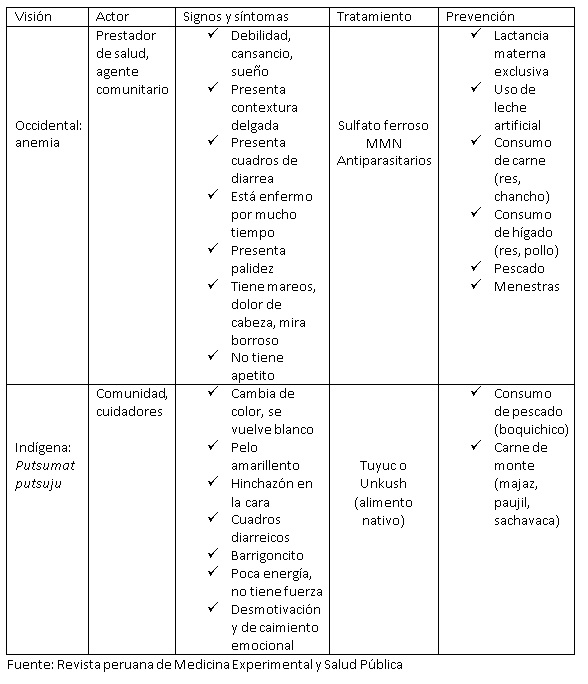 Visión Actor Signos y síntomas Tratamiento Prevención
Occidental:
anemia
Prestador
de salud,
agente
comunitario
✓ Debilidad,
cansancio,
sueño
✓ Presenta
contextura
delgada
✓ Presenta
cuadros de
diarrea
✓ Está enfermo
por mucho
tiempo
✓ Presenta
palidez
✓ Tiene mareos,
dolor de
cabeza, mira
borroso
✓ No tiene
apetito
Sulfato ferroso
MMN
Antiparasitarios
✓ Lactancia
materna
exclusiva
✓ Uso de
leche
artificial
✓ Consumo
de carne
(res,
chancho)
✓ Consumo
de hígado
(res, pollo)
✓ Pescado
✓ Menestras
Indígena:
Putsumat
putsuju
Comunidad,
cuidadores
✓ Cambia de
color, se
vuelve blanco
✓ Pelo
amarillento
✓ Hinchazón en
la cara
✓ Cuadros
diarreicos
✓ Barrigoncito
✓ Poca energía,
no tiene fuerza
✓ Desmotivación
y de caimiento
emocional
Tuyuc o
Unkush
(alimento
nativo)
✓ Consumo
de pescado
(boquichico)
✓ Carne de
monte
(majaz,
paujil,
sachavaca)
Fuente: Revista peruana de Medicina Experimental y Salud Pública